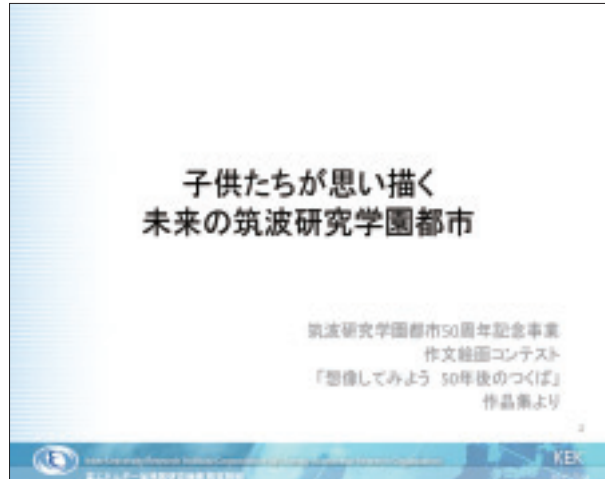 子供たちが思い描く
未来の筑波研究学園都市
筑波研究学園都市50周年記念事業
作文絵画コンテスト
「想像してみよう 50年後のつくば」
作品集より
2
KEK